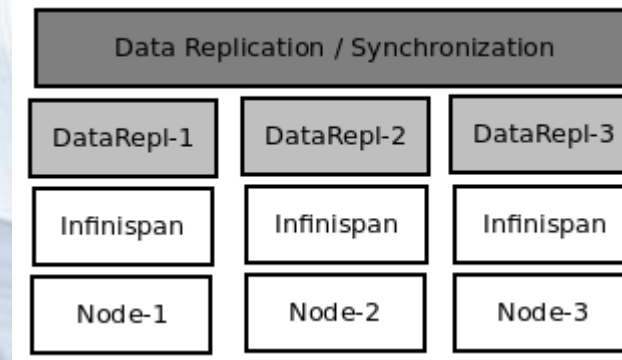 Data Replication / Synchronization
DataRepl-1 DataRepl-2 DataRepl-3
Infinispan Infinispan Infinispan
Node-1 Node-2 Node-3